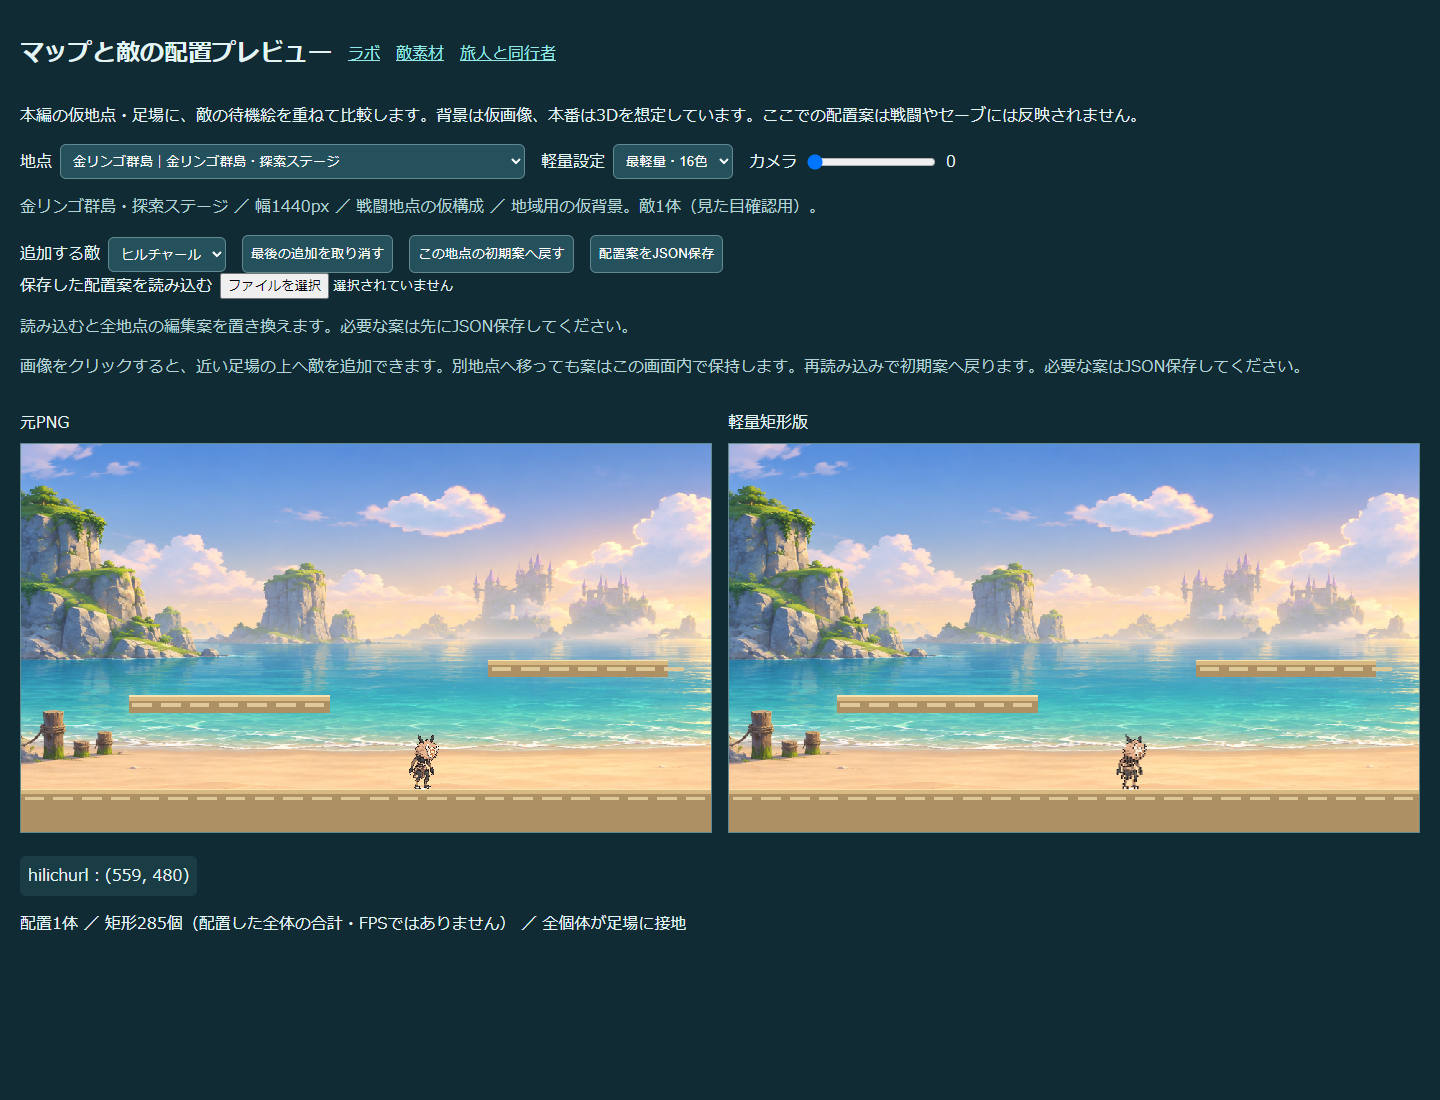 マップと敵の配置プレビュー ラボ 敵素材 旅人と同行者
本編の仮地点・足場に、敵の待機絵を重ねて比較します。背景は仮画像、本番は3Dを想定しています。ここでの配置案は戦闘やセーブには反映されません。
地点 金リンゴ群島｜金リンゴ群島・探索ステージ 軽量設定 最軽量・16色 カメラ 0
金リンゴ群島・探索ステージ ／ 幅1440px ／ 戦闘地点の仮構成 ／ 地域用の仮背景。敵1体（見た目確認用）。
追加する敵 ヒルチャール 最後の追加を取り消す この地点の初期案へ戻す 配置案をJSON保存
保存した配置案を読み込む ファイルを選択 選択されていません
読み込むと全地点の編集案を置き換えます。必要な案は先にJSON保存してください。
画像をクリックすると、近い足場の上へ敵を追加できます。別地点へ移っても案はこの画面内で保持します。再読み込みで初期案へ戻ります。必要な案はJSON保存してください。
元PNG 軽量矩形版
hilichurl : (559, 480)
配置1体 ／ 矩形285個（配置した全体の合計・FPSではありません） ／ 全個体が足場に接地